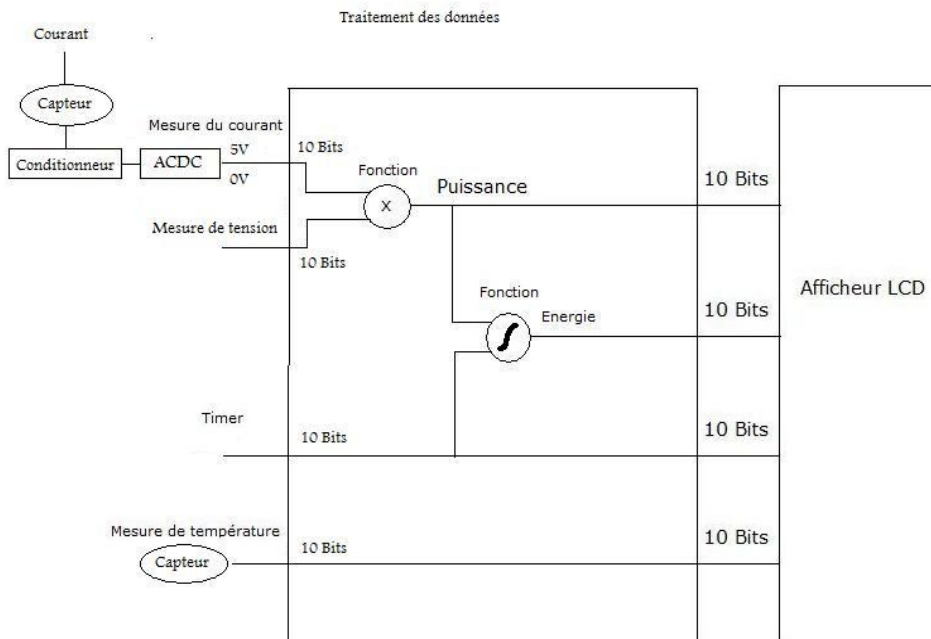 Traitement des données
Courant
Capteur
Mesure du courant
Conditionneur
ACDC
5V
0V
10 Bits
Fonction
X
Puissance
10 Bits
Mesure de tension
10 Bits
Fonction
Energie
10 Bits
Afficheur LCD
Timer
10 Bits
10 Bits
Mesure de température
Capteur
10 Bits
10 Bits